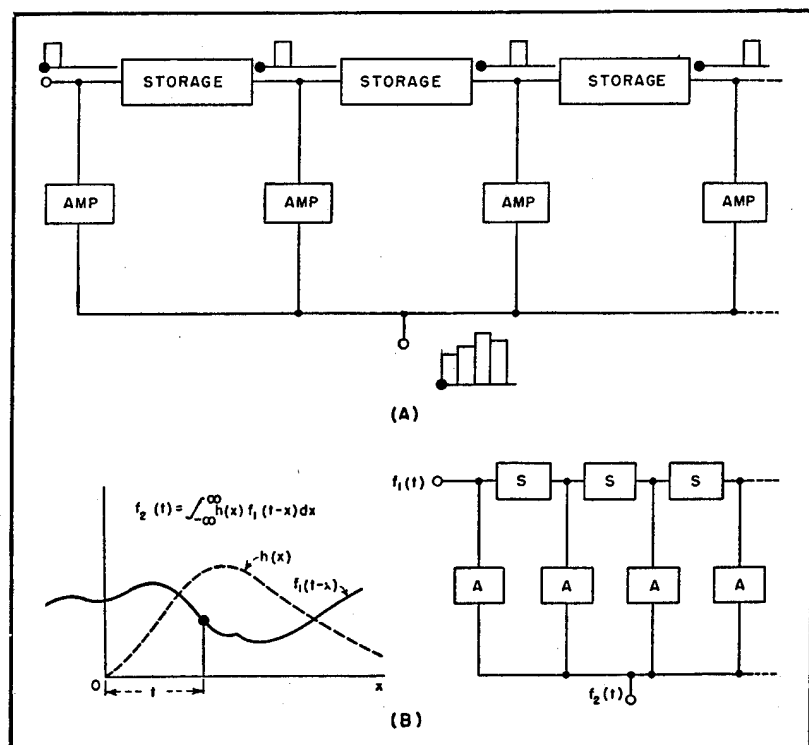 STORAGE STORAGE STORAGE
AMP AMP AMP AMP
(A)
f₂ (t) = ∫₋∞^∞ h(x) f₁ (t-x) dx
h(x)
f₁(t-x)
O
t
x
f₁(t)
S S S
A A A A
f₂(t)
(B)